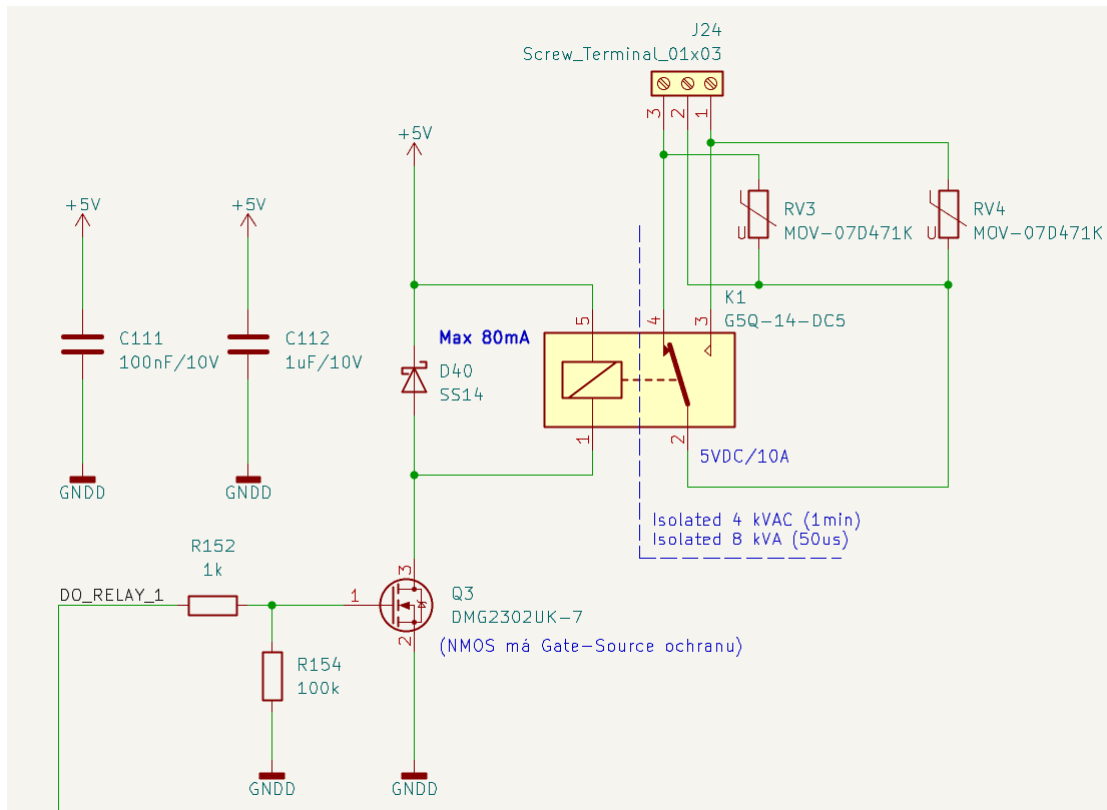 J24
Screw_Terminal_01x03
3
2
1
+5V
+5V
+5V
RV3
MOV-07D471K
U
RV4
MOV-07D471K
U
C111
100nF/10V
C112
1uF/10V
Max 80mA
D40
SS14
K1
G5Q-14-DC5
5
4
3
1
2
5VDC/10A
GNDD
GNDD
Isolated 4 kVAC (1min)
Isolated 8 kVA (50us)
R152
1k
DO_RELAY_1
1
3
2
Q3
DMG2302UK-7
(NMOS má Gate-Source ochranu)
R154
100k
GNDD
GNDD